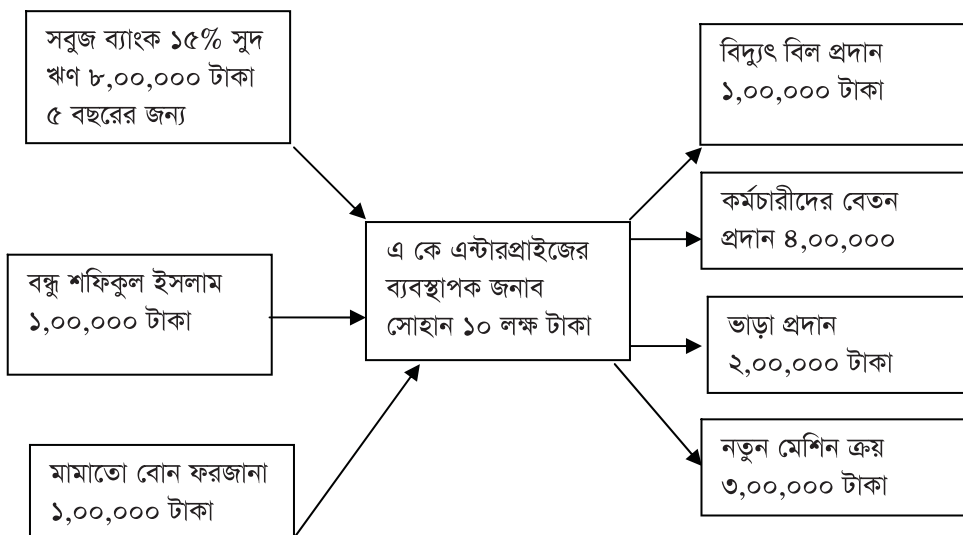 সবুজ ব্যাংক ১৫% সুদ
ঋণ ৮,০০,০০০ টাকা
৫ বছরের জন্য
বন্ধু শফিকুল ইসলাম
১,০০,০০০ টাকা
মামাতো বোন ফরজানা
১,০০,০০০ টাকা
এ কে এন্টারপ্রাইজের
ব্যবস্থাপক জনাব
সোহান ১০ লক্ষ টাকা
বিদ্যুৎ বিল প্রদান
১,০০,০০০ টাকা
কর্মচারীদের বেতন
প্রদান ৪,০০,০০০
ভাড়া প্রদান
২,০০,০০০ টাকা
নতুন মেশিন ক্রয়
৩,০০,০০০ টাকা